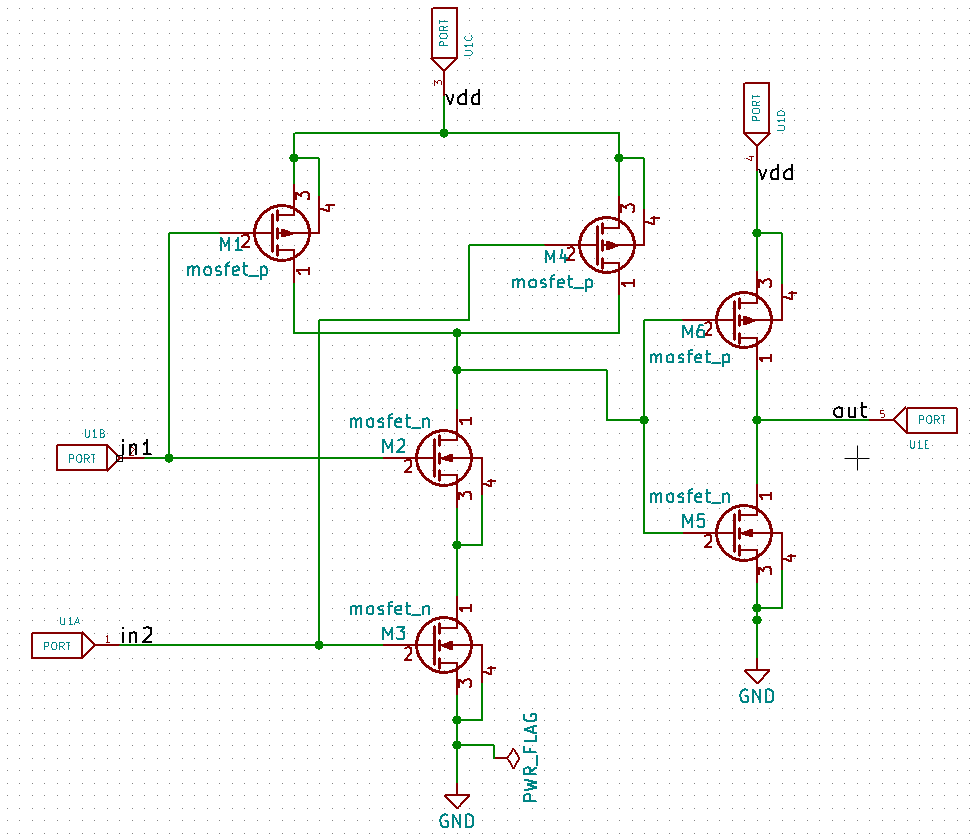 PORT
U1C
3
vdd
PORT
U1D
4
vdd
3
4
M1
2
mosfet_p
1
3
4
M4
2
mosfet_p
1
3
4
M6
2
mosfet_p
1
U1B
PORT
in1
mosfet_n
M2
1
2
3
4
out
5
PORT
U1E
mosfet_n
M5
1
2
3
4
GND
U1A
PORT
1
in2
mosfet_n
M3
1
2
3
4
PWR_FLAG
GND